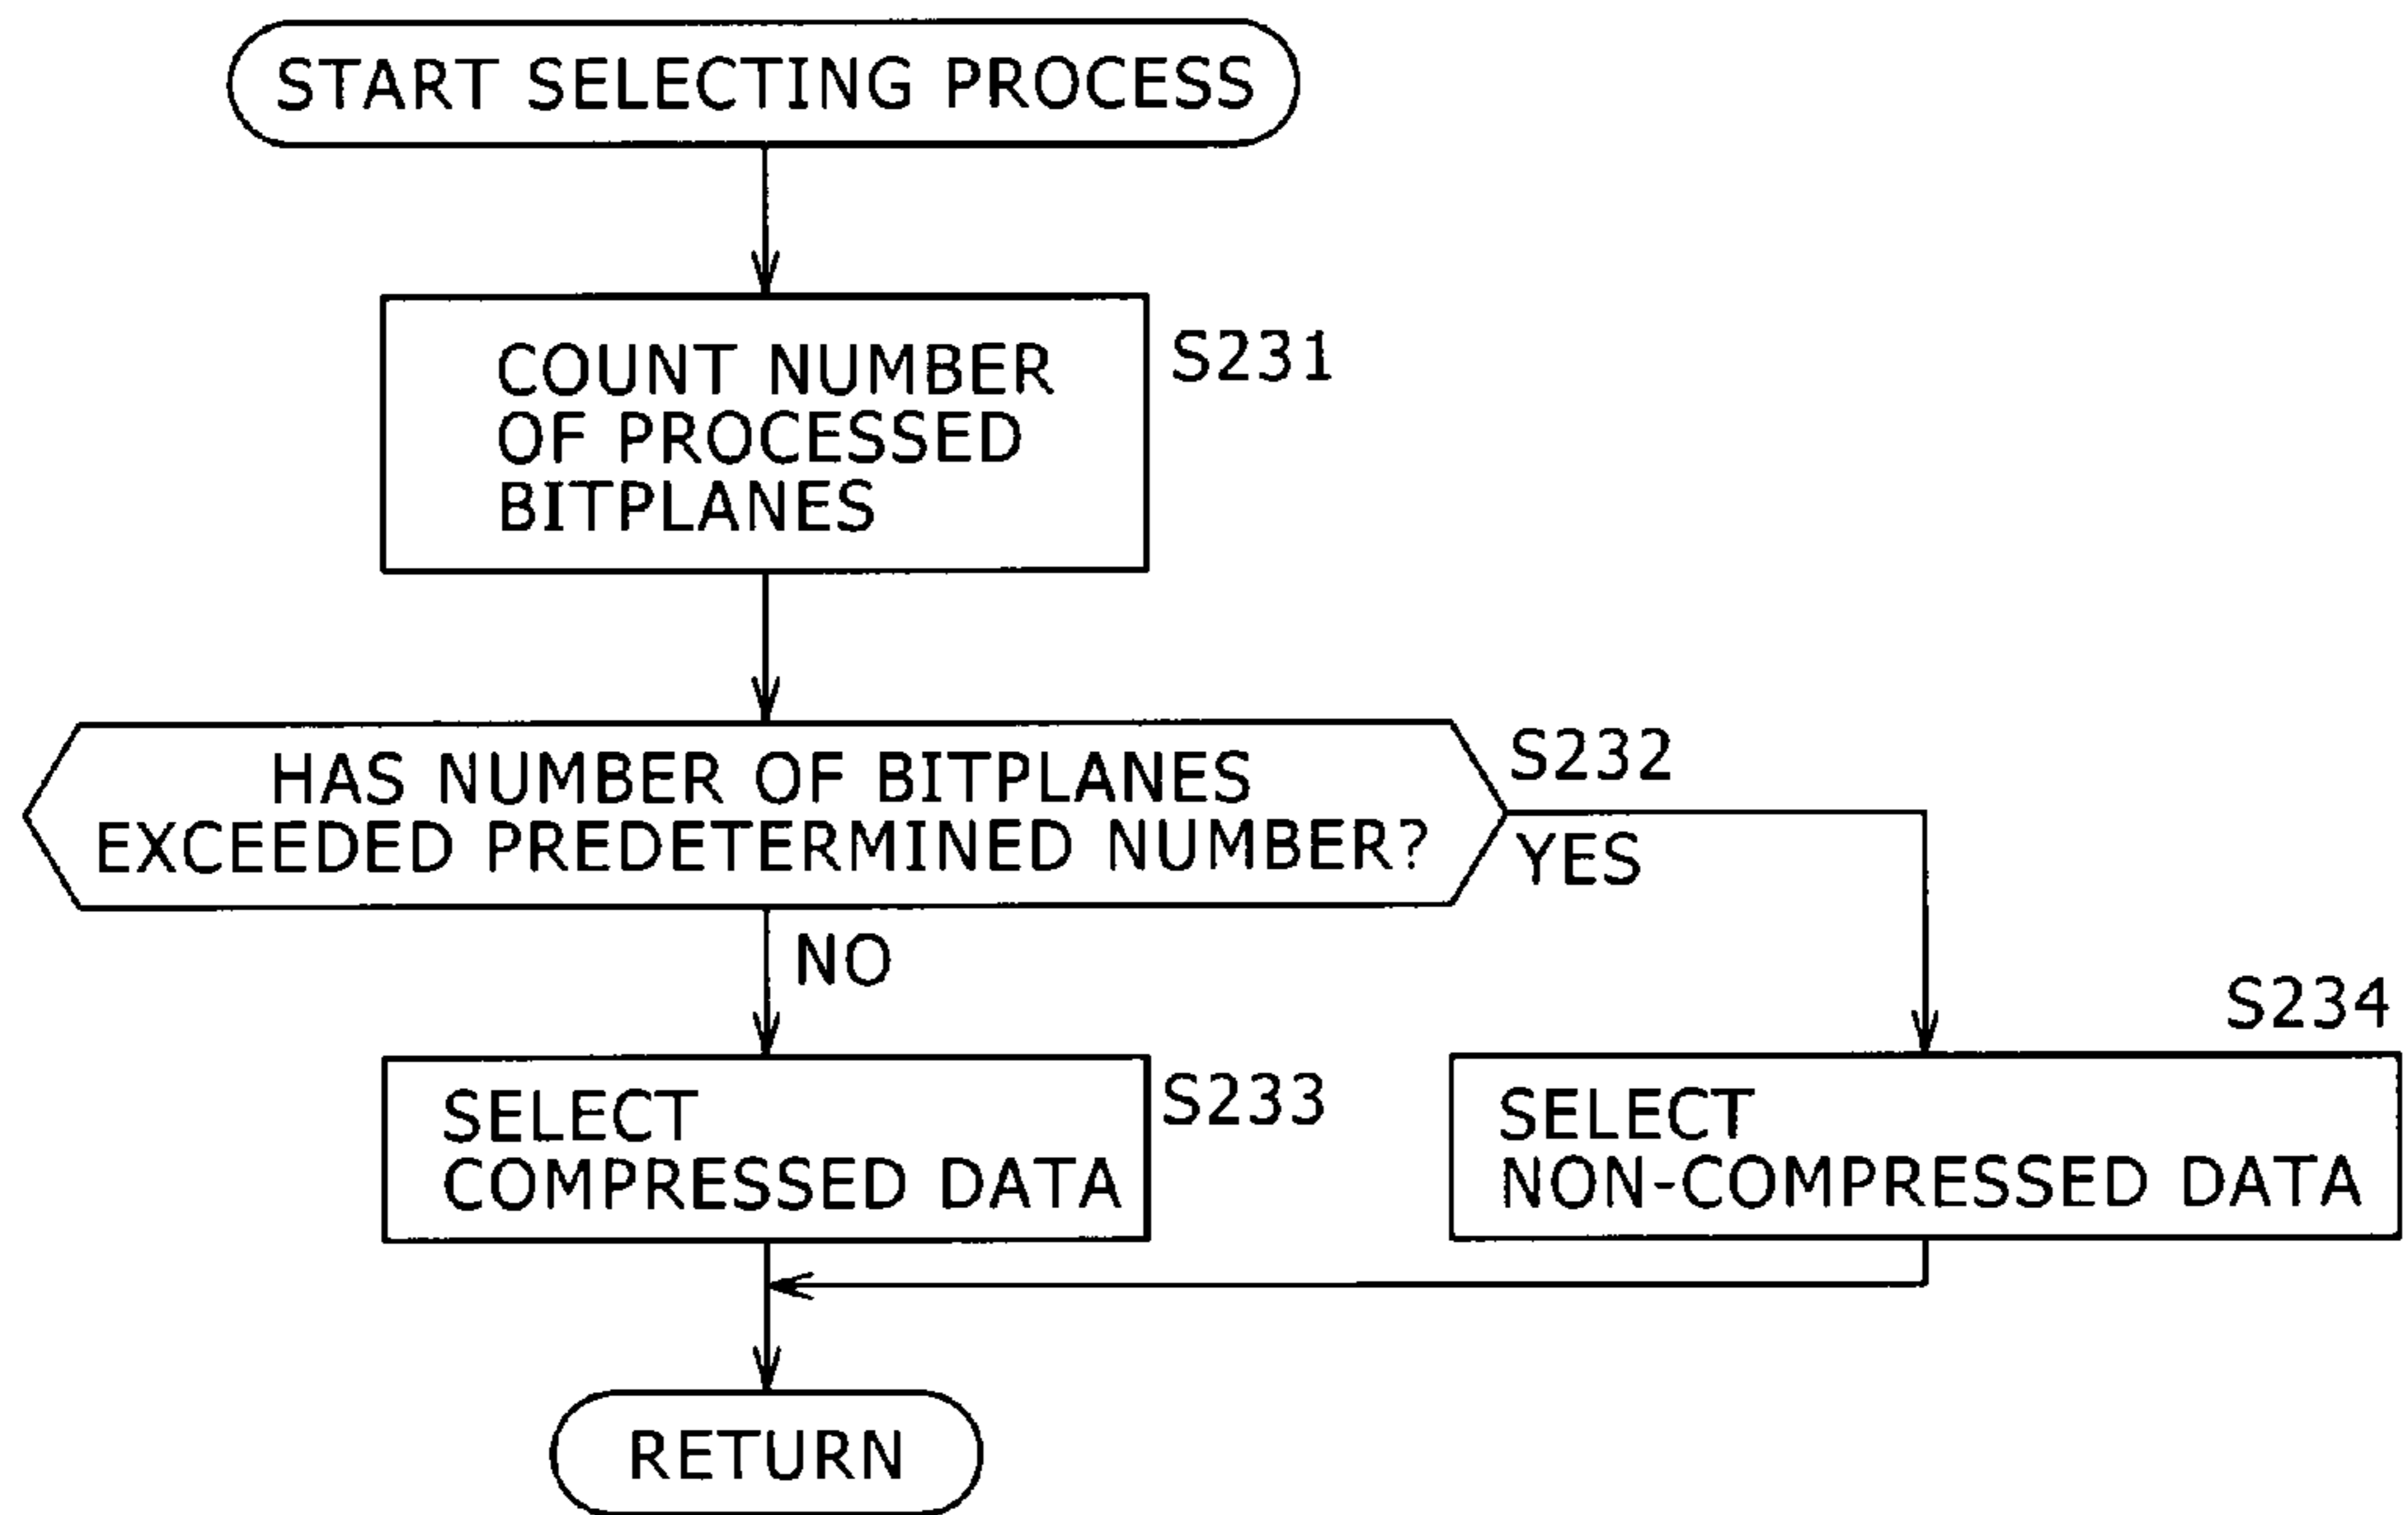 START SELECTING PROCESS
COUNT NUMBER
OF PROCESSED
BITPLANES
S231
HAS NUMBER OF BITPLANES
EXCEEDED PREDETERMINED NUMBER?
S232
YES
NO
SELECT
COMPRESSED DATA
S233
S234
SELECT
NON-COMPRESSED DATA
RETURN